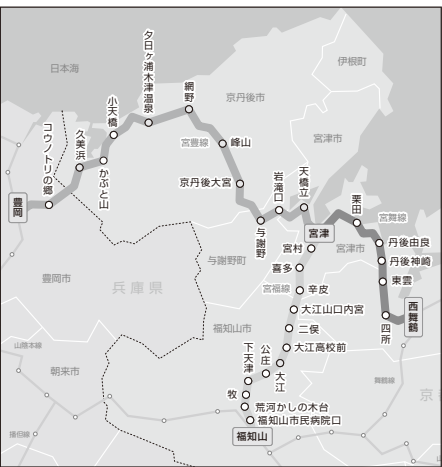 日本海
伊根町
夕日ヶ浦木津温泉
網野
京丹後市
小天橋
久美浜
コウノトリの郷
かぶと山
宮豊線
峰山
宮津市
豊岡
京丹後大宮
岩滝口
天橋立
栗田
宮舞線
与謝野
宮津
宮津市
丹後由良
宮村
丹後神崎
与謝野町
喜多
東雲
豊岡市
兵庫県
宮福線
辛皮
西舞鶴
大江山口内宮
四所
福知山市
二俣
山陰本線
下天津
公庄
大江高校前
大江
朝来市
舞鶴線
牧
京
荒河かしの木台
福知山市民病院口
播但線
福知山